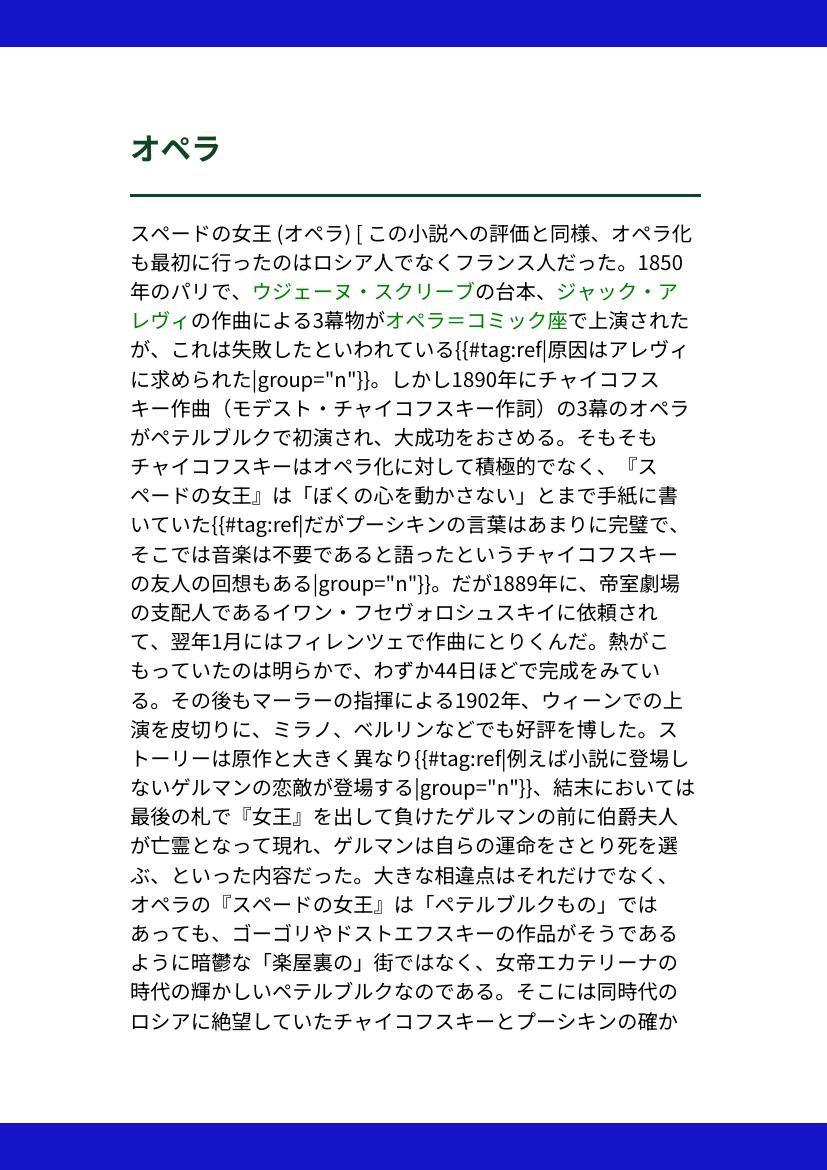 オペラ
スペードの女王 (オペラ) [ この小説への評価と同様、オペラ化
も最初に行ったのはロシア人でなくフランス人だった。1850
年のパリで、ウジェーヌ・スクリーブの台本、ジャック・ア
レヴィの作曲による3幕物がオペラ＝コミック座で上演された
が、これは失敗したといわれている{{#tag:ref|原因はアレヴィ
に求められた|group="n"}}。しかし1890年にチャイコフス
キー作曲（モデスト・チャイコフスキー作詞）の3幕のオペラ
がペテルブルクで初演され、大成功をおさめる。そもそも
チャイコフスキーはオペラ化に対して積極的でなく、『ス
ペードの女王』は「ぼくの心を動かさない」とまで手紙に書
いていた{{#tag:ref|だがプーシキンの言葉はあまりに完璧で、
そこでは音楽は不要であると語ったというチャイコフスキー
の友人の回想もある|group="n"}}。だが1889年に、帝室劇場
の支配人であるイワン・フセヴォロシュスキイに依頼され
て、翌年1月にはフィレンツェで作曲にとりくんだ。熱がこ
もっていたのは明らかで、わずか44日ほどで完成をみてい
る。その後もマーラーの指揮による1902年、ウィーンでの上
演を皮切りに、ミラノ、ベルリンなどでも好評を博した。ス
トーリーは原作と大きく異なり{{#tag:ref|例えば小説に登場し
ないゲルマンの恋敵が登場する|group="n"}}、結末においては
最後の札で『女王』を出して負けたゲルマンの前に伯爵夫人
が亡霊となって現れ、ゲルマンは自らの運命をさとり死を選
ぶ、といった内容だった。大きな相違点はそれだけでなく、
オペラの『スペードの女王』は「ペテルブルクもの」では
あっても、ゴーゴリやドストエフスキーの作品がそうである
ように暗鬱な「楽屋裏の」街ではなく、女帝エカテリーナの
時代の輝かしいペテルブルクなのである。そこには同時代の
ロシアに絶望していたチャイコフスキーとプーシキンの確か